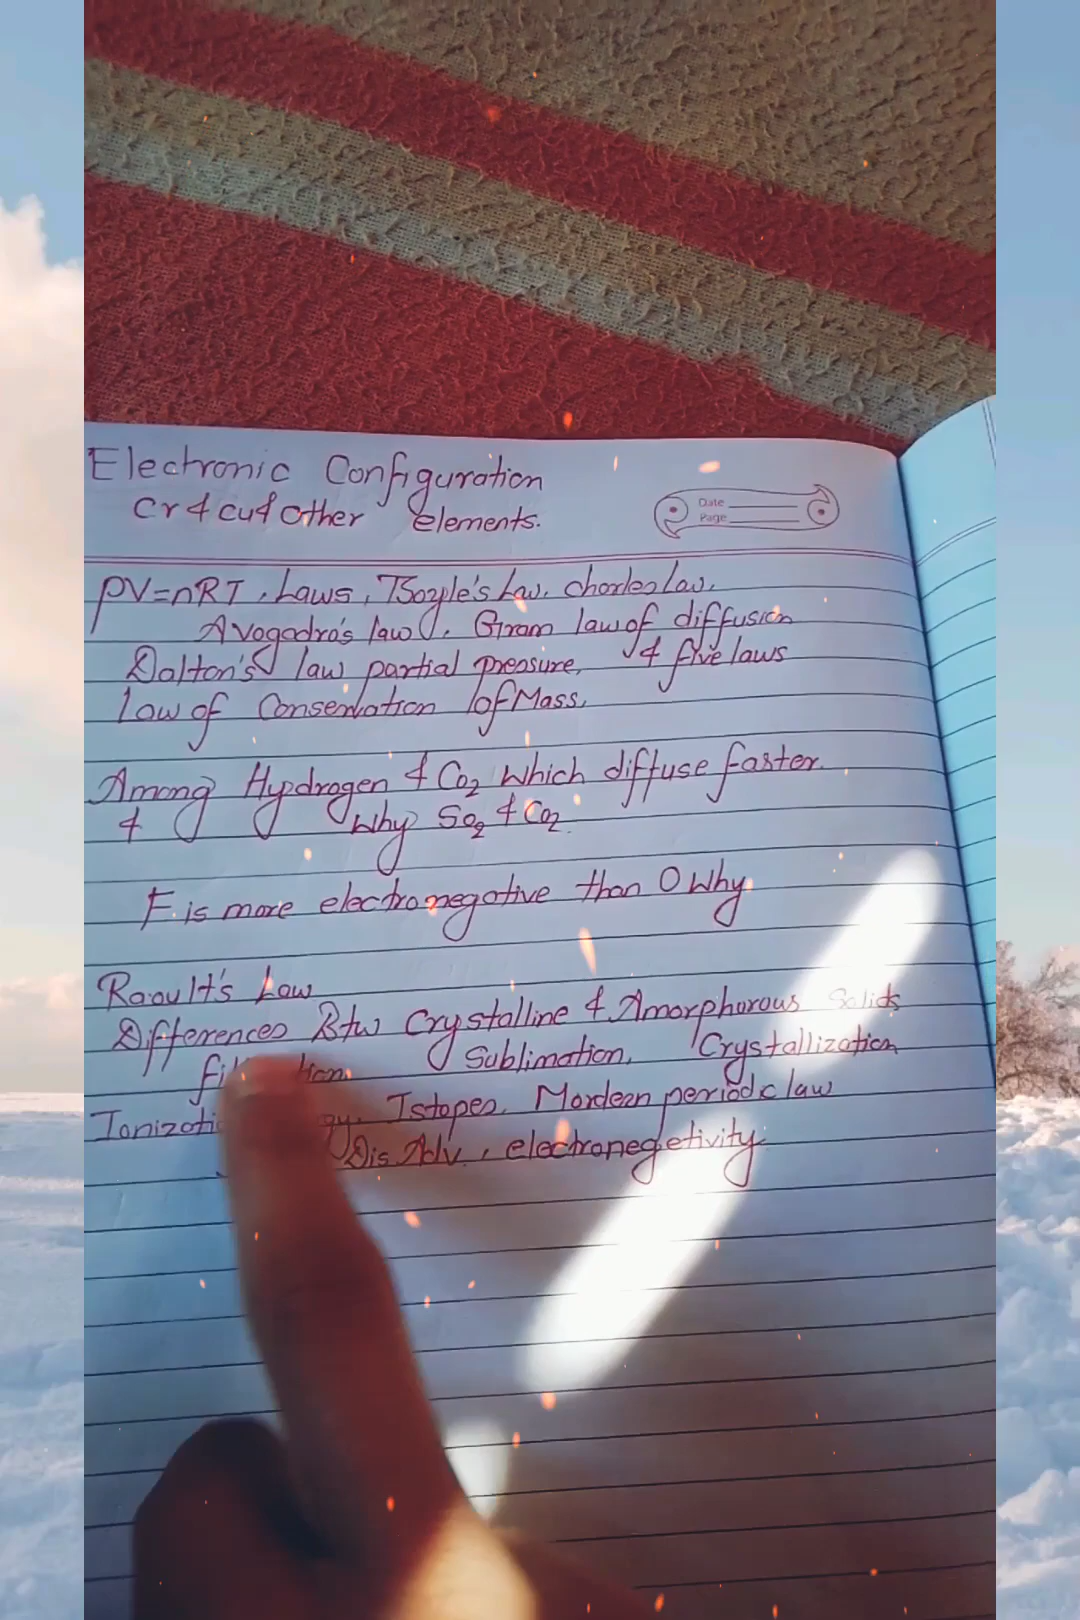 Electronic Configuration
Cr & cu & other elements.
Date
Page
PV=nRT, Laws, Boyle's Law, charles law.
Avogadro's law, Gram law of diffusion
Dalton's law partial pressure, & five laws
Law of Conservation of Mass.
Among Hydrogen & Co2 which diffuse faster.
& Why So2 & Co2.
F is more electronegative than O Why.
Raoult's Law
Differences Btw Crystalline & Amorphorous Solids
Sublimation, Crystallization
Istopes, Mordern periodic law
Dis Adv, electronegetivity.